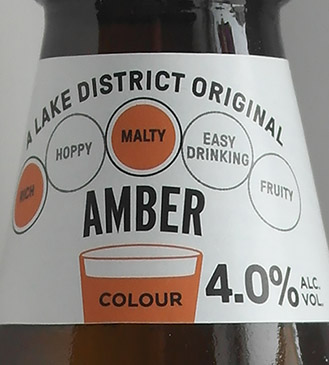 A LAKE DISTRICT ORIGINAL
RICH
HOPPY
MALTY
EASY
DRINKING
FRUITY
AMBER
COLOUR
4.0% ALC.
VOL.